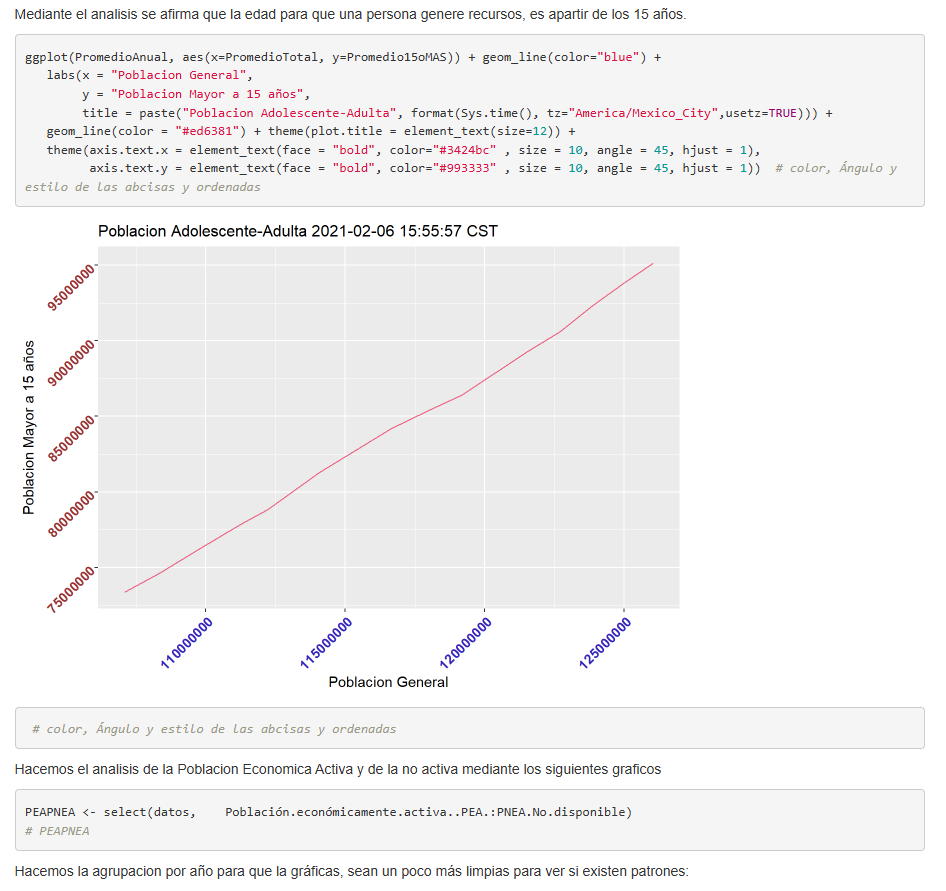 Mediante el analisis se afirma que la edad para que una persona genere recursos, es apartir de los 15 años.
ggplot(PromedioAnual, aes(x=PromedioTotal, y=Promedio15oMAS)) + geom_line(color="blue") +
   labs(x = "Poblacion General",
        y = "Poblacion Mayor a 15 años",
        title = paste("Poblacion Adolescente-Adulta", format(Sys.time(), tz="America/Mexico_City",usetz=TRUE))) +
   geom_line(color = "#ed6381") + theme(plot.title = element_text(size=12)) +
   theme(axis.text.x = element_text(face = "bold", color="#3424bc" , size = 10, angle = 45, hjust = 1),
         axis.text.y = element_text(face = "bold", color="#993333" , size = 10, angle = 45, hjust = 1))  # color, Ángulo y
estilo de las abcisas y ordenadas
Poblacion Adolescente-Adulta 2021-02-06 15:55:57 CST
95000000
90000000
85000000
80000000
75000000
Poblacion Mayor a 15 años
110000000
115000000
120000000
125000000
Poblacion General
# color, Ángulo y estilo de las abcisas y ordenadas
Hacemos el analisis de la Poblacion Economica Activa y de la no activa mediante los siguientes graficos
PEAPNEA <- select(datos,    Población.económicamente.activa..PEA.:PNEA.No.disponible)
# PEAPNEA
Hacemos la agrupacion por año para que la gráficas, sean un poco más limpias para ver si existen patrones: